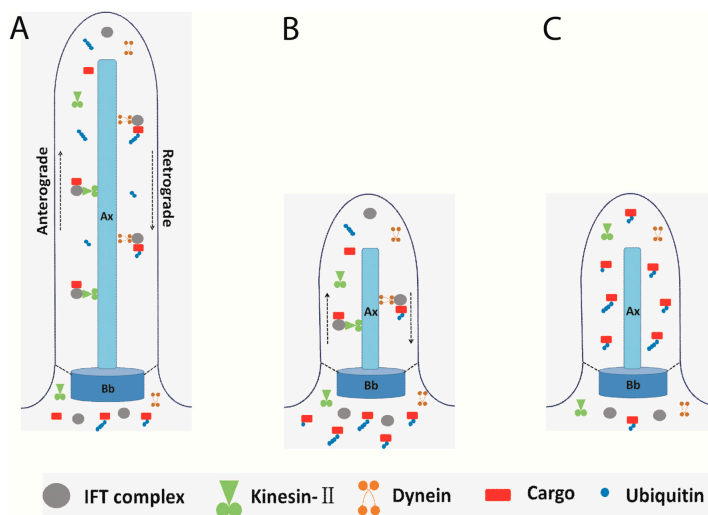 A
B
C
Anterograde
Retrograde
Ax
Bb
Ax
Bb
Ax
Bb
IFT complex
Kinesin-Ⅱ
Dynein
Cargo
Ubiquitin